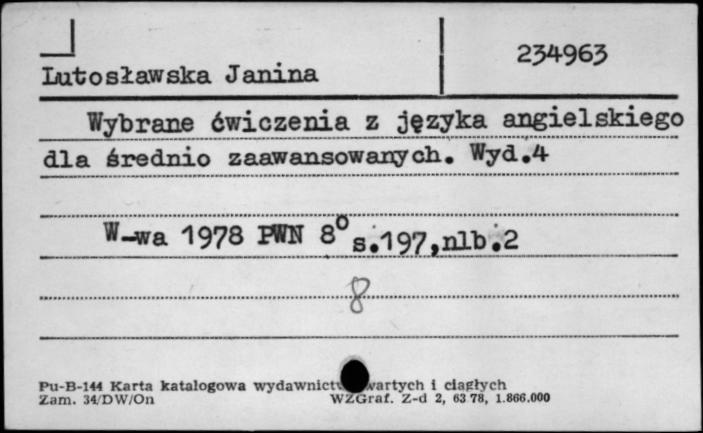 234963
Lutosławska Janina
Wybrane ćwiczenia z języka angielskiego
dla średnio zaawansowanych. Wyd.4
W-wa 1978 PWN 8° s.197,nlb.2
8
Pu-B-144 Karta katalogowa wydawnictw i ciągłych
Zam. 34/DW/On WZGraf. Z-d 2, 63 78, 1.866.000